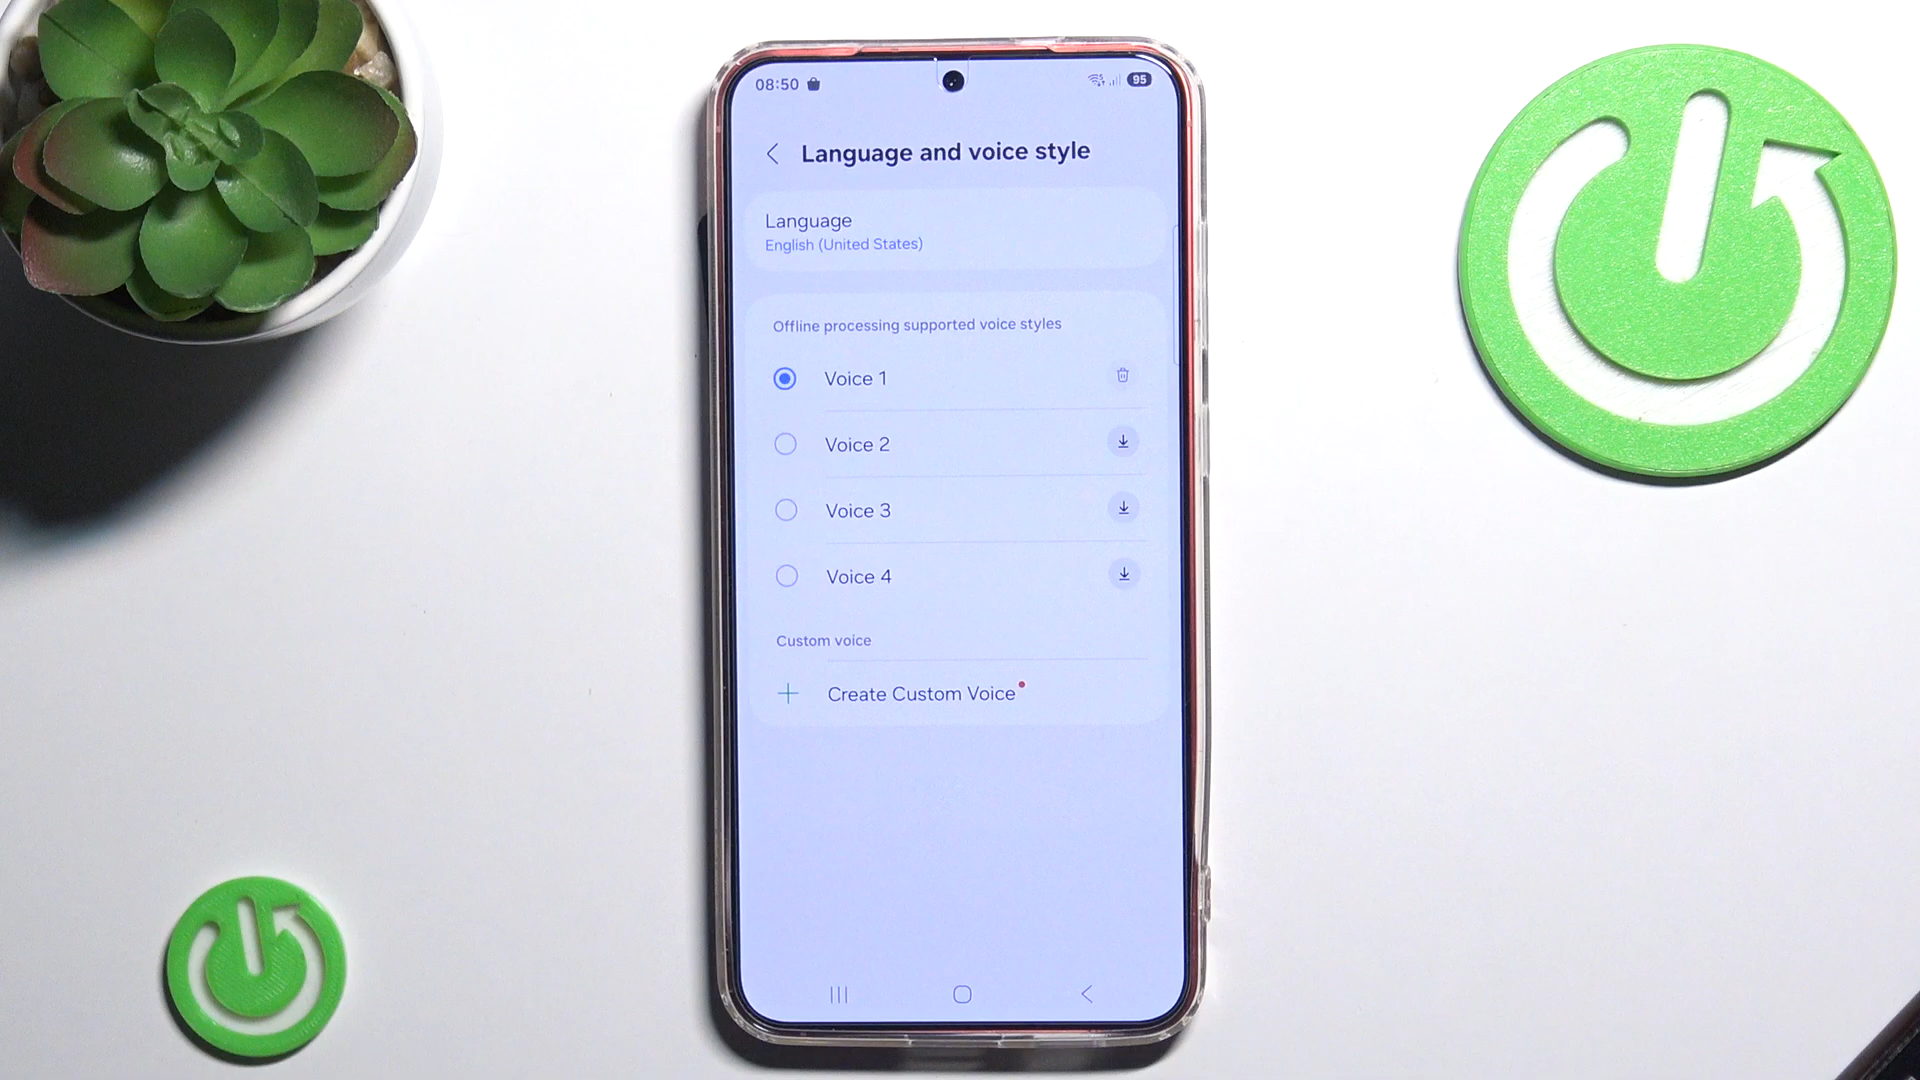 08:50
95
Language and voice style
Language
English (United States)
Offline processing supported voice styles
Voice 1
Voice 2
Voice 3
Voice 4
Custom voice
Create Custom Voice